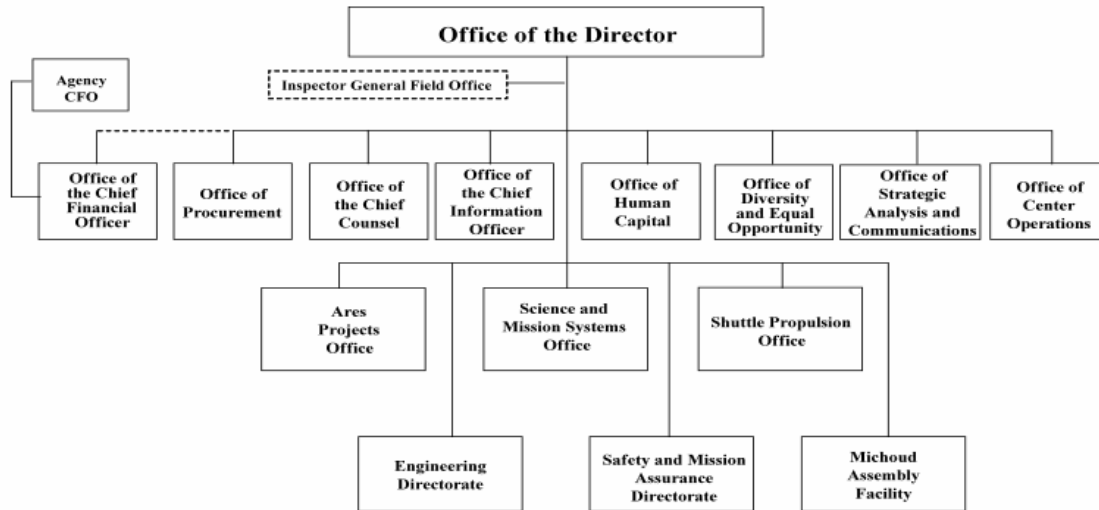 Office of the Director
Inspector General Field Office
Agency
CFO
Office of
the Chief
Financial
Officer
Office of
Procurement
Office of
the Chief
Counsel
Office of
the Chief
Information
Officer
Office of
Human
Capital
Office of
Diversity
and Equal
Opportunity
Office of
Strategic
Analysis and
Communications
Office of
Center
Operations
Ares
Projects
Office
Science and
Mission Systems
Office
Shuttle Propulsion
Office
Engineering
Directorate
Safety and Mission
Assurance
Directorate
Michoud
Assembly
Facility